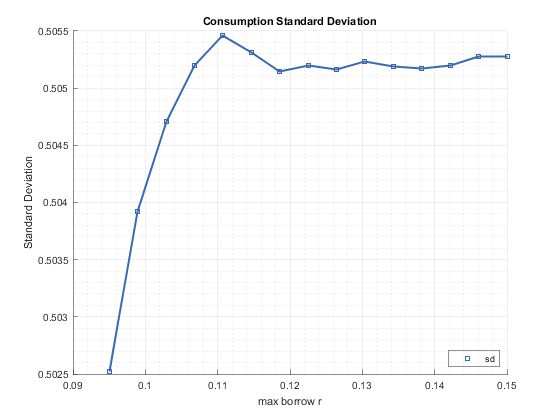 Consumption Standard Deviation
0.5055
0.505
0.5045
0.504
0.5035
0.503
0.5025
Standard Deviation
0.09 0.1 0.11 0.12 0.13 0.14 0.15
max borrow r
sd